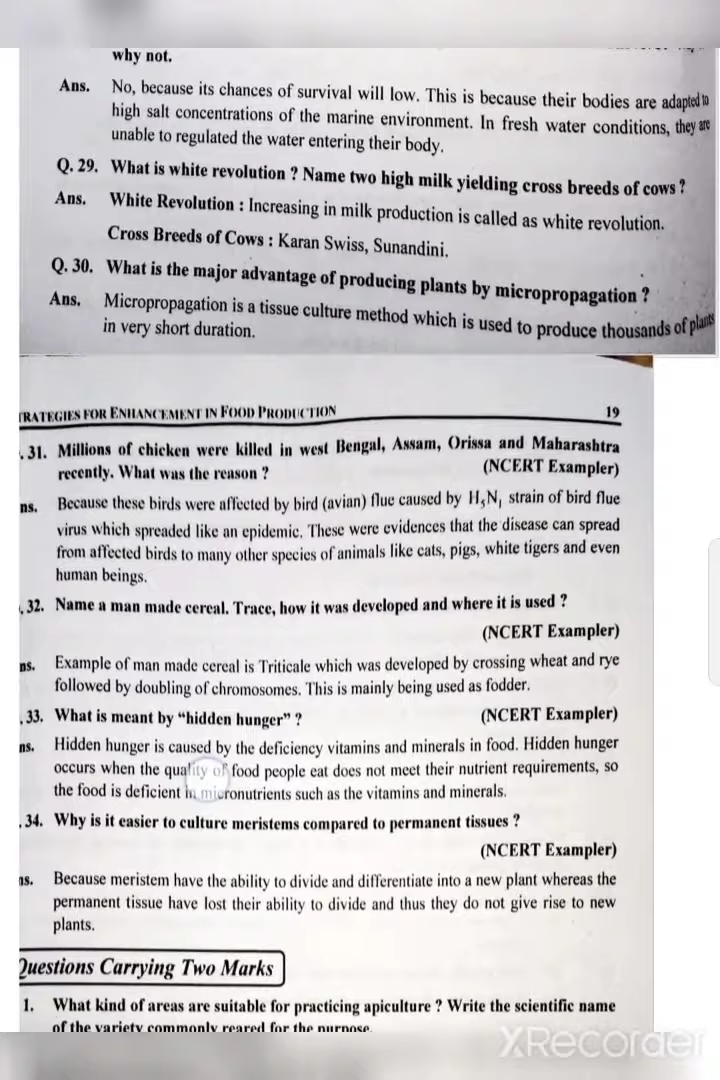 why not.
Ans. No, because its chances of survival will low. This is because their bodies are adapted to
high salt concentrations of the marine environment. In fresh water conditions, they are
unable to regulated the water entering their body.
Q. 29. What is white revolution ? Name two high milk yielding cross breeds of cows ?
Ans. White Revolution : Increasing in milk production is called as white revolution.
Cross Breeds of Cows : Karan Swiss, Sunandini.
Q. 30. What is the major advantage of producing plants by micropropagation ?
Ans. Micropropagation is a tissue culture method which is used to produce thousands of plants
in very short duration.
TRATEGIES FOR ENHANCEMENT IN FOOD PRODUCTION 19
. 31. Millions of chicken were killed in west Bengal, Assam, Orissa and Maharashtra
recently. What was the reason ? (NCERT Exampler)
ns. Because these birds were affected by bird (avian) flue caused by H₅N₁ strain of bird flue
virus which spreaded like an epidemic. These were evidences that the disease can spread
from affected birds to many other species of animals like cats, pigs, white tigers and even
human beings.
. 32. Name a man made cereal. Trace, how it was developed and where it is used ?
(NCERT Exampler)
ns. Example of man made cereal is Triticale which was developed by crossing wheat and rye
followed by doubling of chromosomes. This is mainly being used as fodder.
. 33. What is meant by “hidden hunger” ? (NCERT Exampler)
ns. Hidden hunger is caused by the deficiency vitamins and minerals in food. Hidden hunger
occurs when the quality of food people eat does not meet their nutrient requirements, so
the food is deficient in micronutrients such as the vitamins and minerals.
. 34. Why is it easier to culture meristems compared to permanent tissues ?
(NCERT Exampler)
ns. Because meristem have the ability to divide and differentiate into a new plant whereas the
permanent tissue have lost their ability to divide and thus they do not give rise to new
plants.
Questions Carrying Two Marks
1. What kind of areas are suitable for practicing apiculture ? Write the scientific name
of the variety commonly reared for the purpose.
XRecorder